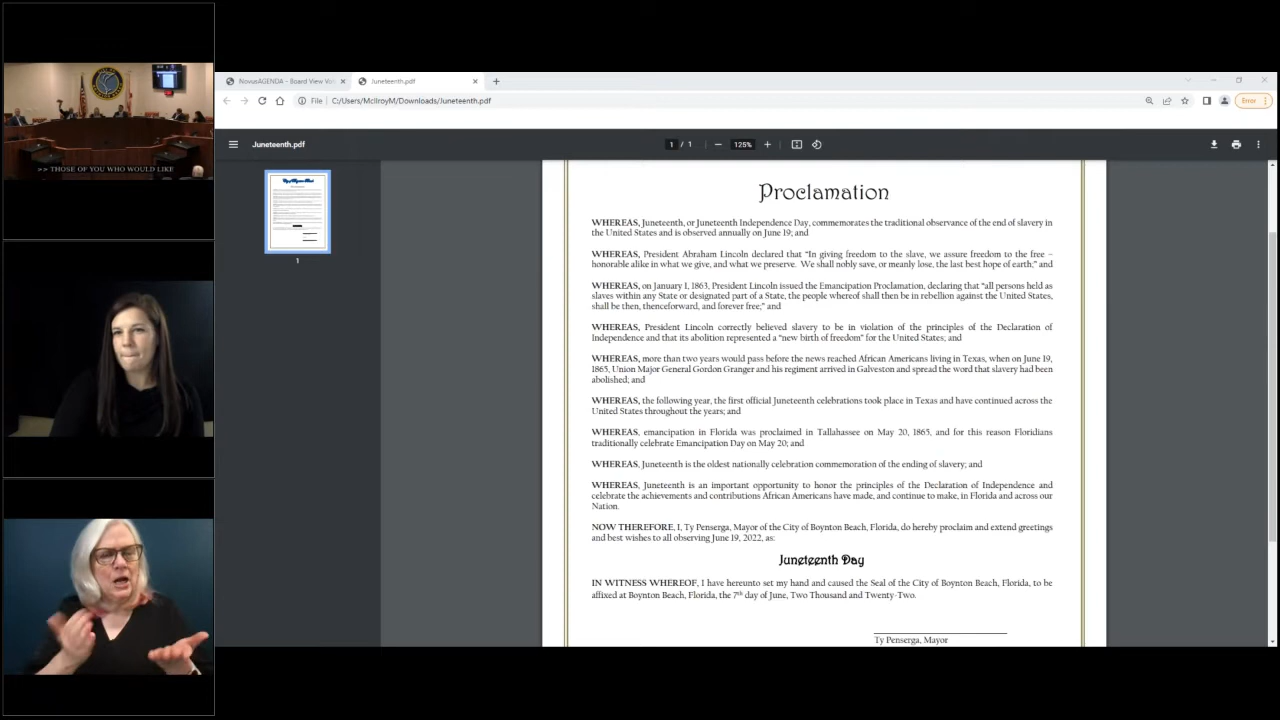 >> THOSE OF YOU WHO WOULD LIKE
NovusAGENDA - Board View
Juneteenth.pdf
File
C:/Users/McIlroyM/Downloads/Juneteenth.pdf
Error
Juneteenth.pdf
1 / 1
125%
1
Proclamation
WHEREAS, Juneteenth, or Juneteenth Independence Day, commemorates the traditional observance of the end of slavery in
the United States and is observed annually on June 19; and
WHEREAS, President Abraham Lincoln declared that “In giving freedom to the slave, we assure freedom to the free –
honorable alike in what we give, and what we preserve. We shall nobly save, or meanly lose, the last best hope of earth;” and
WHEREAS, on January 1, 1863, President Lincoln issued the Emancipation Proclamation, declaring that “all persons held as
slaves within any State or designated part of a State, the people whereof shall then be in rebellion against the United States,
shall be then, thenceforward, and forever free;” and
WHEREAS, President Lincoln correctly believed slavery to be in violation of the principles of the Declaration of
Independence and that its abolition represented a “new birth of freedom” for the United States; and
WHEREAS, more than two years would pass before the news reached African Americans living in Texas, when on June 19,
1865, Union Major General Gordon Granger and his regiment arrived in Galveston and spread the word that slavery had been
abolished; and
WHEREAS, the following year, the first official Juneteenth celebrations took place in Texas and have continued across the
United States throughout the years; and
WHEREAS, emancipation in Florida was proclaimed in Tallahassee on May 20, 1865, and for this reason Floridians
traditionally celebrate Emancipation Day on May 20; and
WHEREAS, Juneteenth is the oldest nationally celebration commemoration of the ending of slavery; and
WHEREAS, Juneteenth is an important opportunity to honor the principles of the Declaration of Independence and
celebrate the achievements and contributions African Americans have made, and continue to make, in Florida and across our
Nation.
NOW THEREFORE, I, Ty Penserga, Mayor of the City of Boynton Beach, Florida, do hereby proclaim and extend greetings
and best wishes to all observing June 19, 2022, as:
Juneteenth Day
IN WITNESS WHEREOF, I have hereunto set my hand and caused the Seal of the City of Boynton Beach, Florida, to be
affixed at Boynton Beach, Florida, the 7th day of June, Two Thousand and Twenty-Two.
Ty Penserga, Mayor